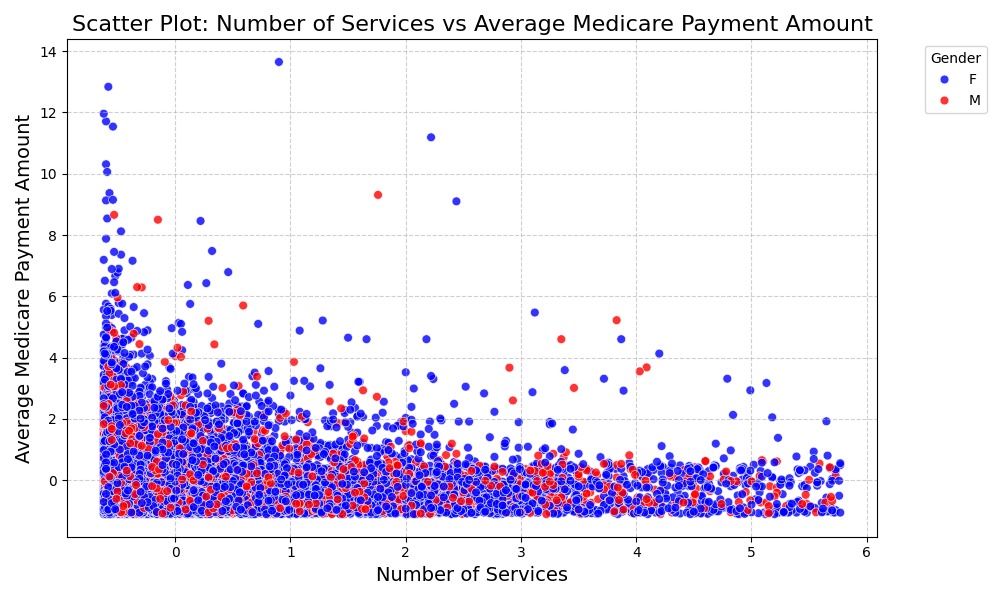 Scatter Plot: Number of Services vs Average Medicare Payment Amount
Gender
F
M
Average Medicare Payment Amount
14
12
10
8
6
4
2
0
0 1 2 3 4 5 6
Number of Services